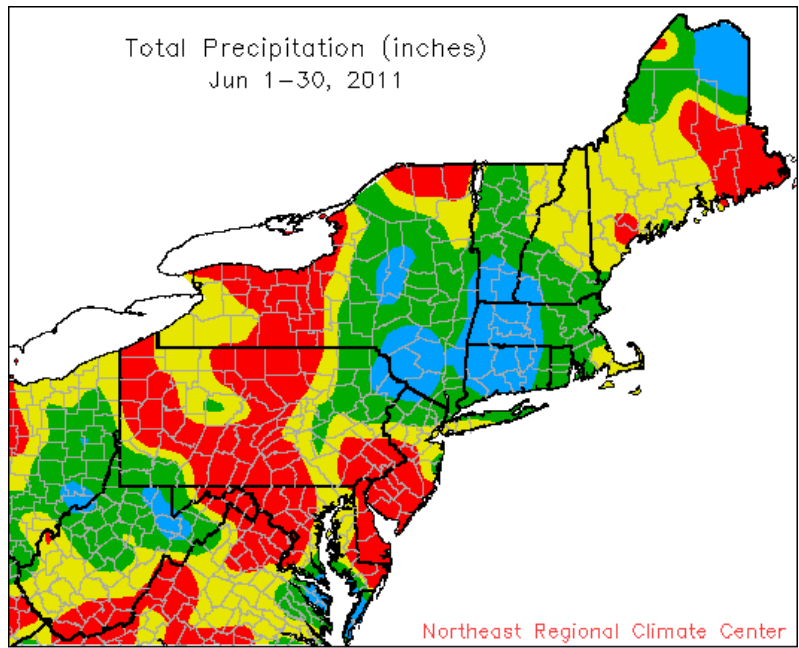 Total Precipitation (inches)
Jun 1-30, 2011
Northeast Regional Climate Center